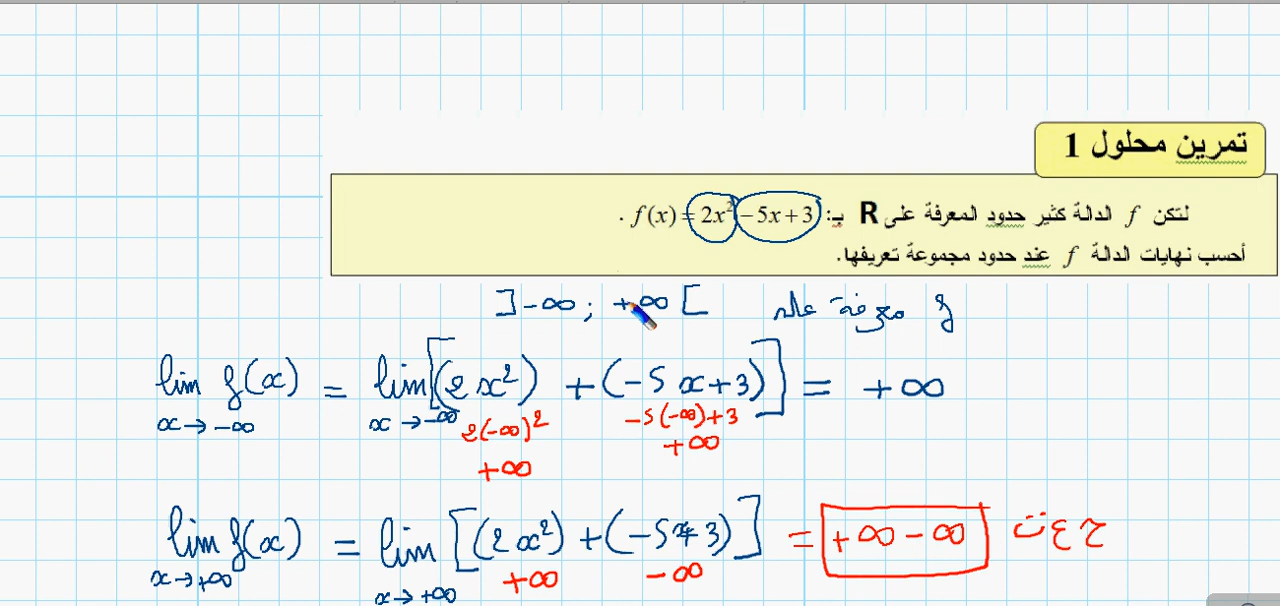 تمرين محلول 1
لتكن f الدالة كثير حدود المعرفة على R بـ: f(x) = 2x² − 5x + 3 .
أحسب نهايات الدالة f عند حدود مجموعة تعريفها.
f معرفة على ]−∞ ; +∞[
lim f(x) = lim [(2x²) + (−5x+3)] = +∞
x→−∞ x→−∞ 2(−∞)² −5(−∞)+3
+∞ +∞
lim f(x) = lim [(2x²) + (−5x+3)] = +∞ − ∞ ح ع ت
x→+∞ x→+∞ +∞ −∞